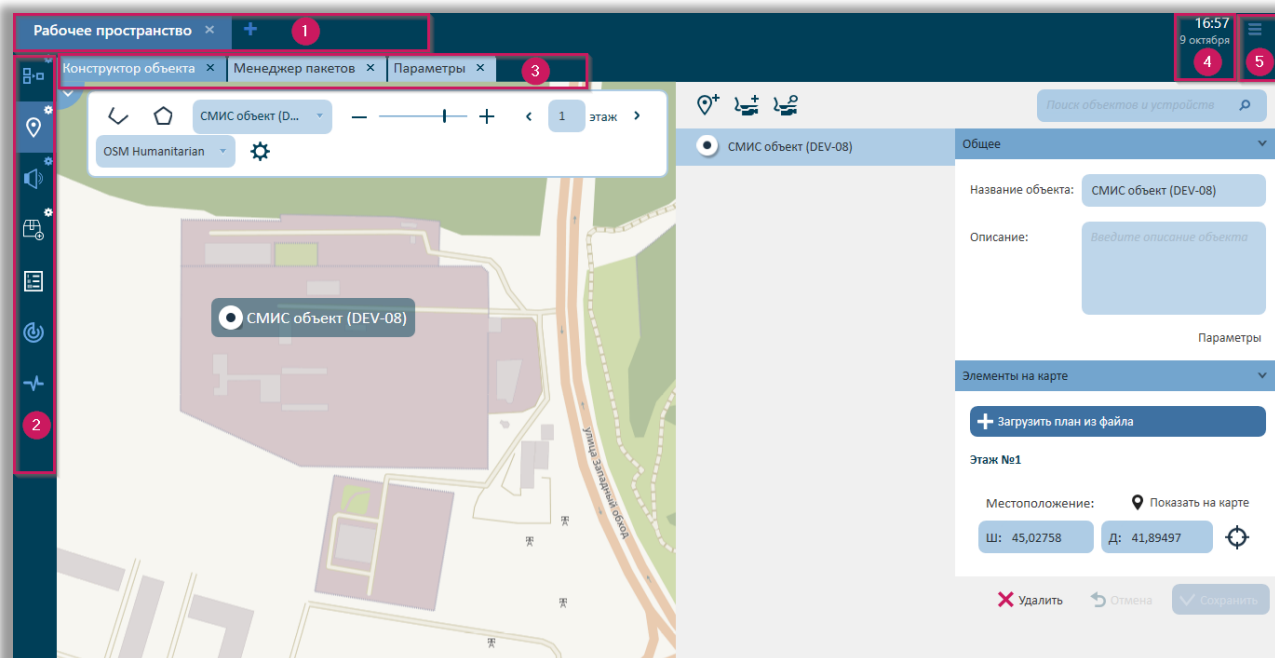 Рабочее пространство × + 1
16:57
9 октября
4
5
Конструктор объекта × Менеджер пакетов × Параметры × 3
СМИС объект (D...
1 этаж
OSM Humanitarian
Поиск объектов и устройств
СМИС объект (DEV-08)
Общее
Название объекта: СМИС объект (DEV-08)
Описание: Введите описание объекта
Параметры
СМИС объект (DEV-08)
Элементы на карте
Загрузить план из файла
2
Этаж №1
улица Западный обход
Местоположение: Показать на карте
Ш: 45,02758 Д: 41,89497
Удалить Отмена Сохранить